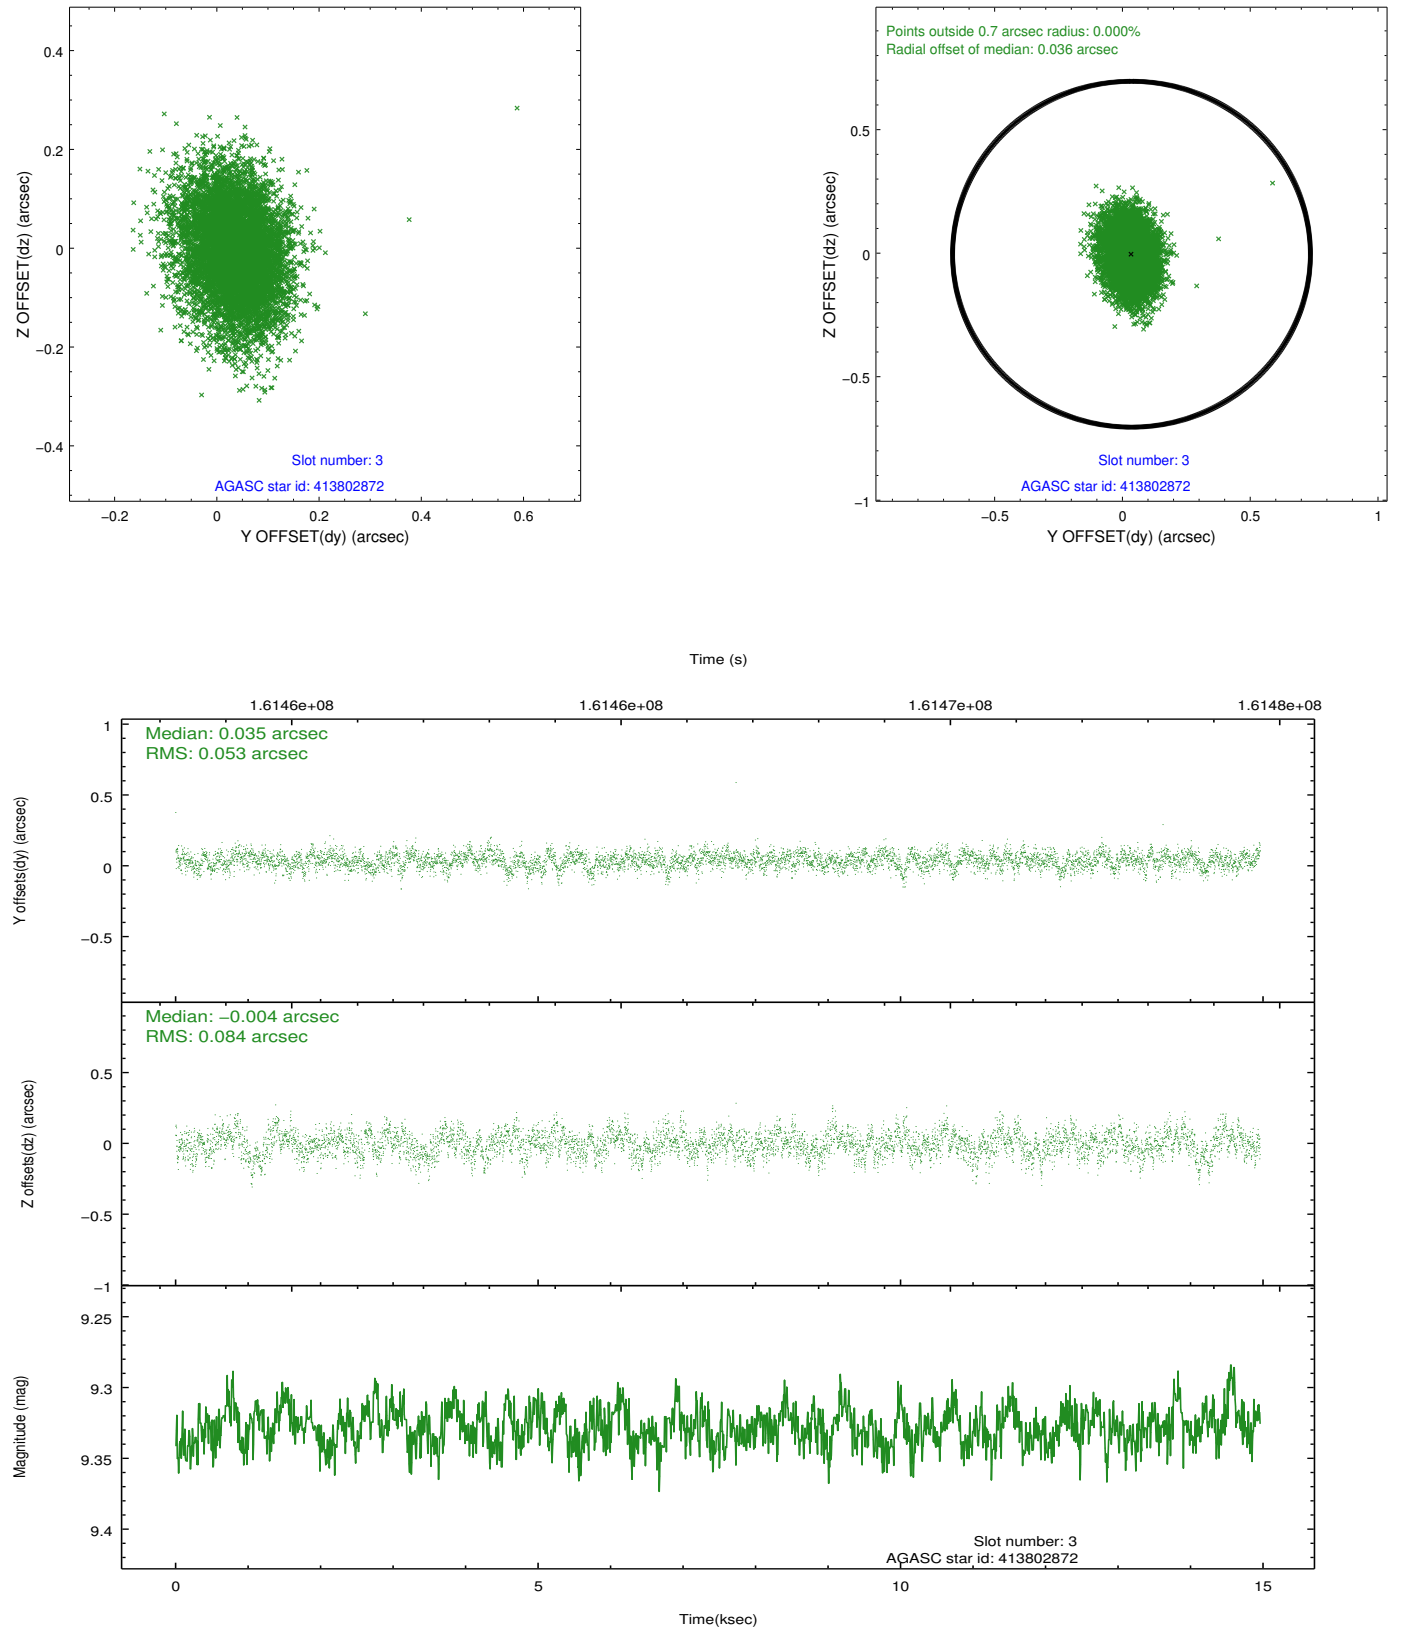 0.4
0.2
0
−0.2
−0.4
Z OFFSET(dz) (arcsec)
Slot number: 3
AGASC star id: 413802872
−0.2 0 0.2 0.4 0.6
Y OFFSET(dy) (arcsec)
Points outside 0.7 arcsec radius: 0.000%
Radial offset of median: 0.036 arcsec
0.5
0
−0.5
−1
Z OFFSET(dz) (arcsec)
Slot number: 3
AGASC star id: 413802872
−0.5 0 0.5 1
Y OFFSET(dy) (arcsec)
Time (s)
1.6146e+08 1.6146e+08 1.6147e+08 1.6148e+08
Median: 0.035 arcsec
RMS: 0.053 arcsec
1
0.5
0
−0.5
Y offsets(dy) (arcsec)
Median: −0.004 arcsec
RMS: 0.084 arcsec
0.5
0
−0.5
−1
Z offsets(dz) (arcsec)
9.25
9.3
9.35
9.4
Magnitude (mag)
Slot number: 3
AGASC star id: 413802872
0 5 10 15
Time(ksec)